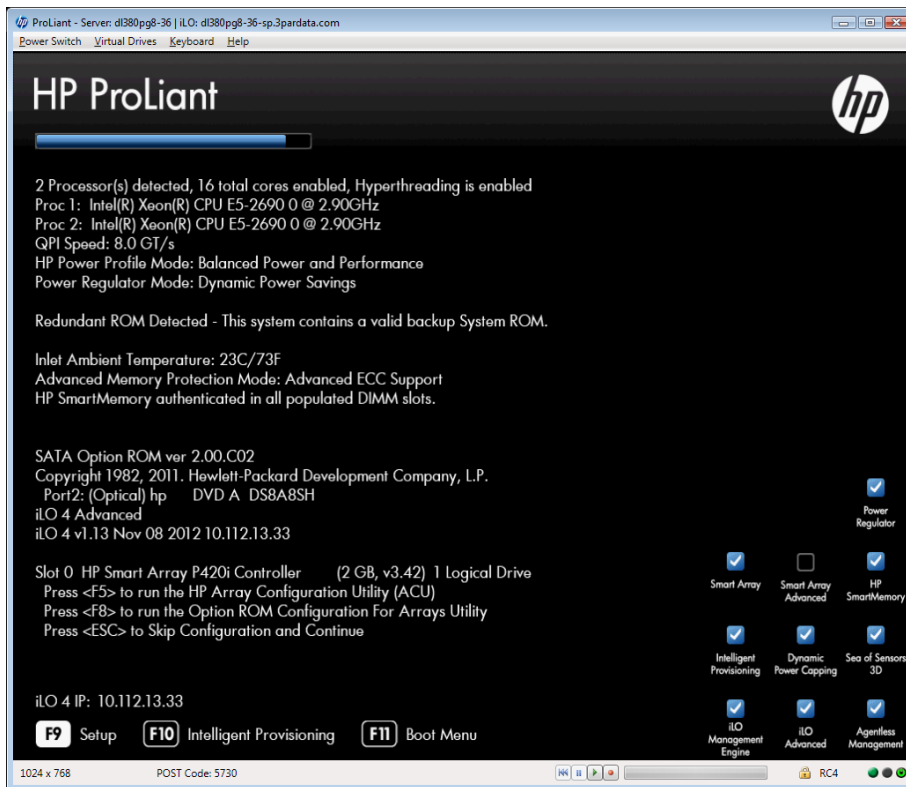 ProLiant - Server: dl380pg8-36 | iLO: dl380pg8-36-sp.3pardata.com
Power Switch Virtual Drives Keyboard Help
HP ProLiant
hp
2 Processor(s) detected, 16 total cores enabled, Hyperthreading is enabled
Proc 1: Intel(R) Xeon(R) CPU E5-2690 0 @ 2.90GHz
Proc 2: Intel(R) Xeon(R) CPU E5-2690 0 @ 2.90GHz
QPI Speed: 8.0 GT/s
HP Power Profile Mode: Balanced Power and Performance
Power Regulator Mode: Dynamic Power Savings
Redundant ROM Detected - This system contains a valid backup System ROM.
Inlet Ambient Temperature: 23C/73F
Advanced Memory Protection Mode: Advanced ECC Support
HP SmartMemory authenticated in all populated DIMM slots.
SATA Option ROM ver 2.00.C02
Copyright 1982, 2011. Hewlett-Packard Development Company, L.P.
Port2: (Optical) hp DVD A DS8A8SH
iLO 4 Advanced
iLO 4 v1.13 Nov 08 2012 10.112.13.33
Slot 0 HP Smart Array P420i Controller (2 GB, v3.42) 1 Logical Drive
Press <F5> to run the HP Array Configuration Utility (ACU)
Press <F8> to run the Option ROM Configuration For Arrays Utility
Press <ESC> to Skip Configuration and Continue
iLO 4 IP: 10.112.13.33
F9 Setup F10 Intelligent Provisioning F11 Boot Menu
Power
Regulator
Smart Array
Smart Array
Advanced
HP
SmartMemory
Intelligent
Provisioning
Dynamic
Power Capping
Sea of Sensors
3D
iLO
Management
Engine
iLO
Advanced
Agentless
Management
1024 x 768 POST Code: 5730 RC4